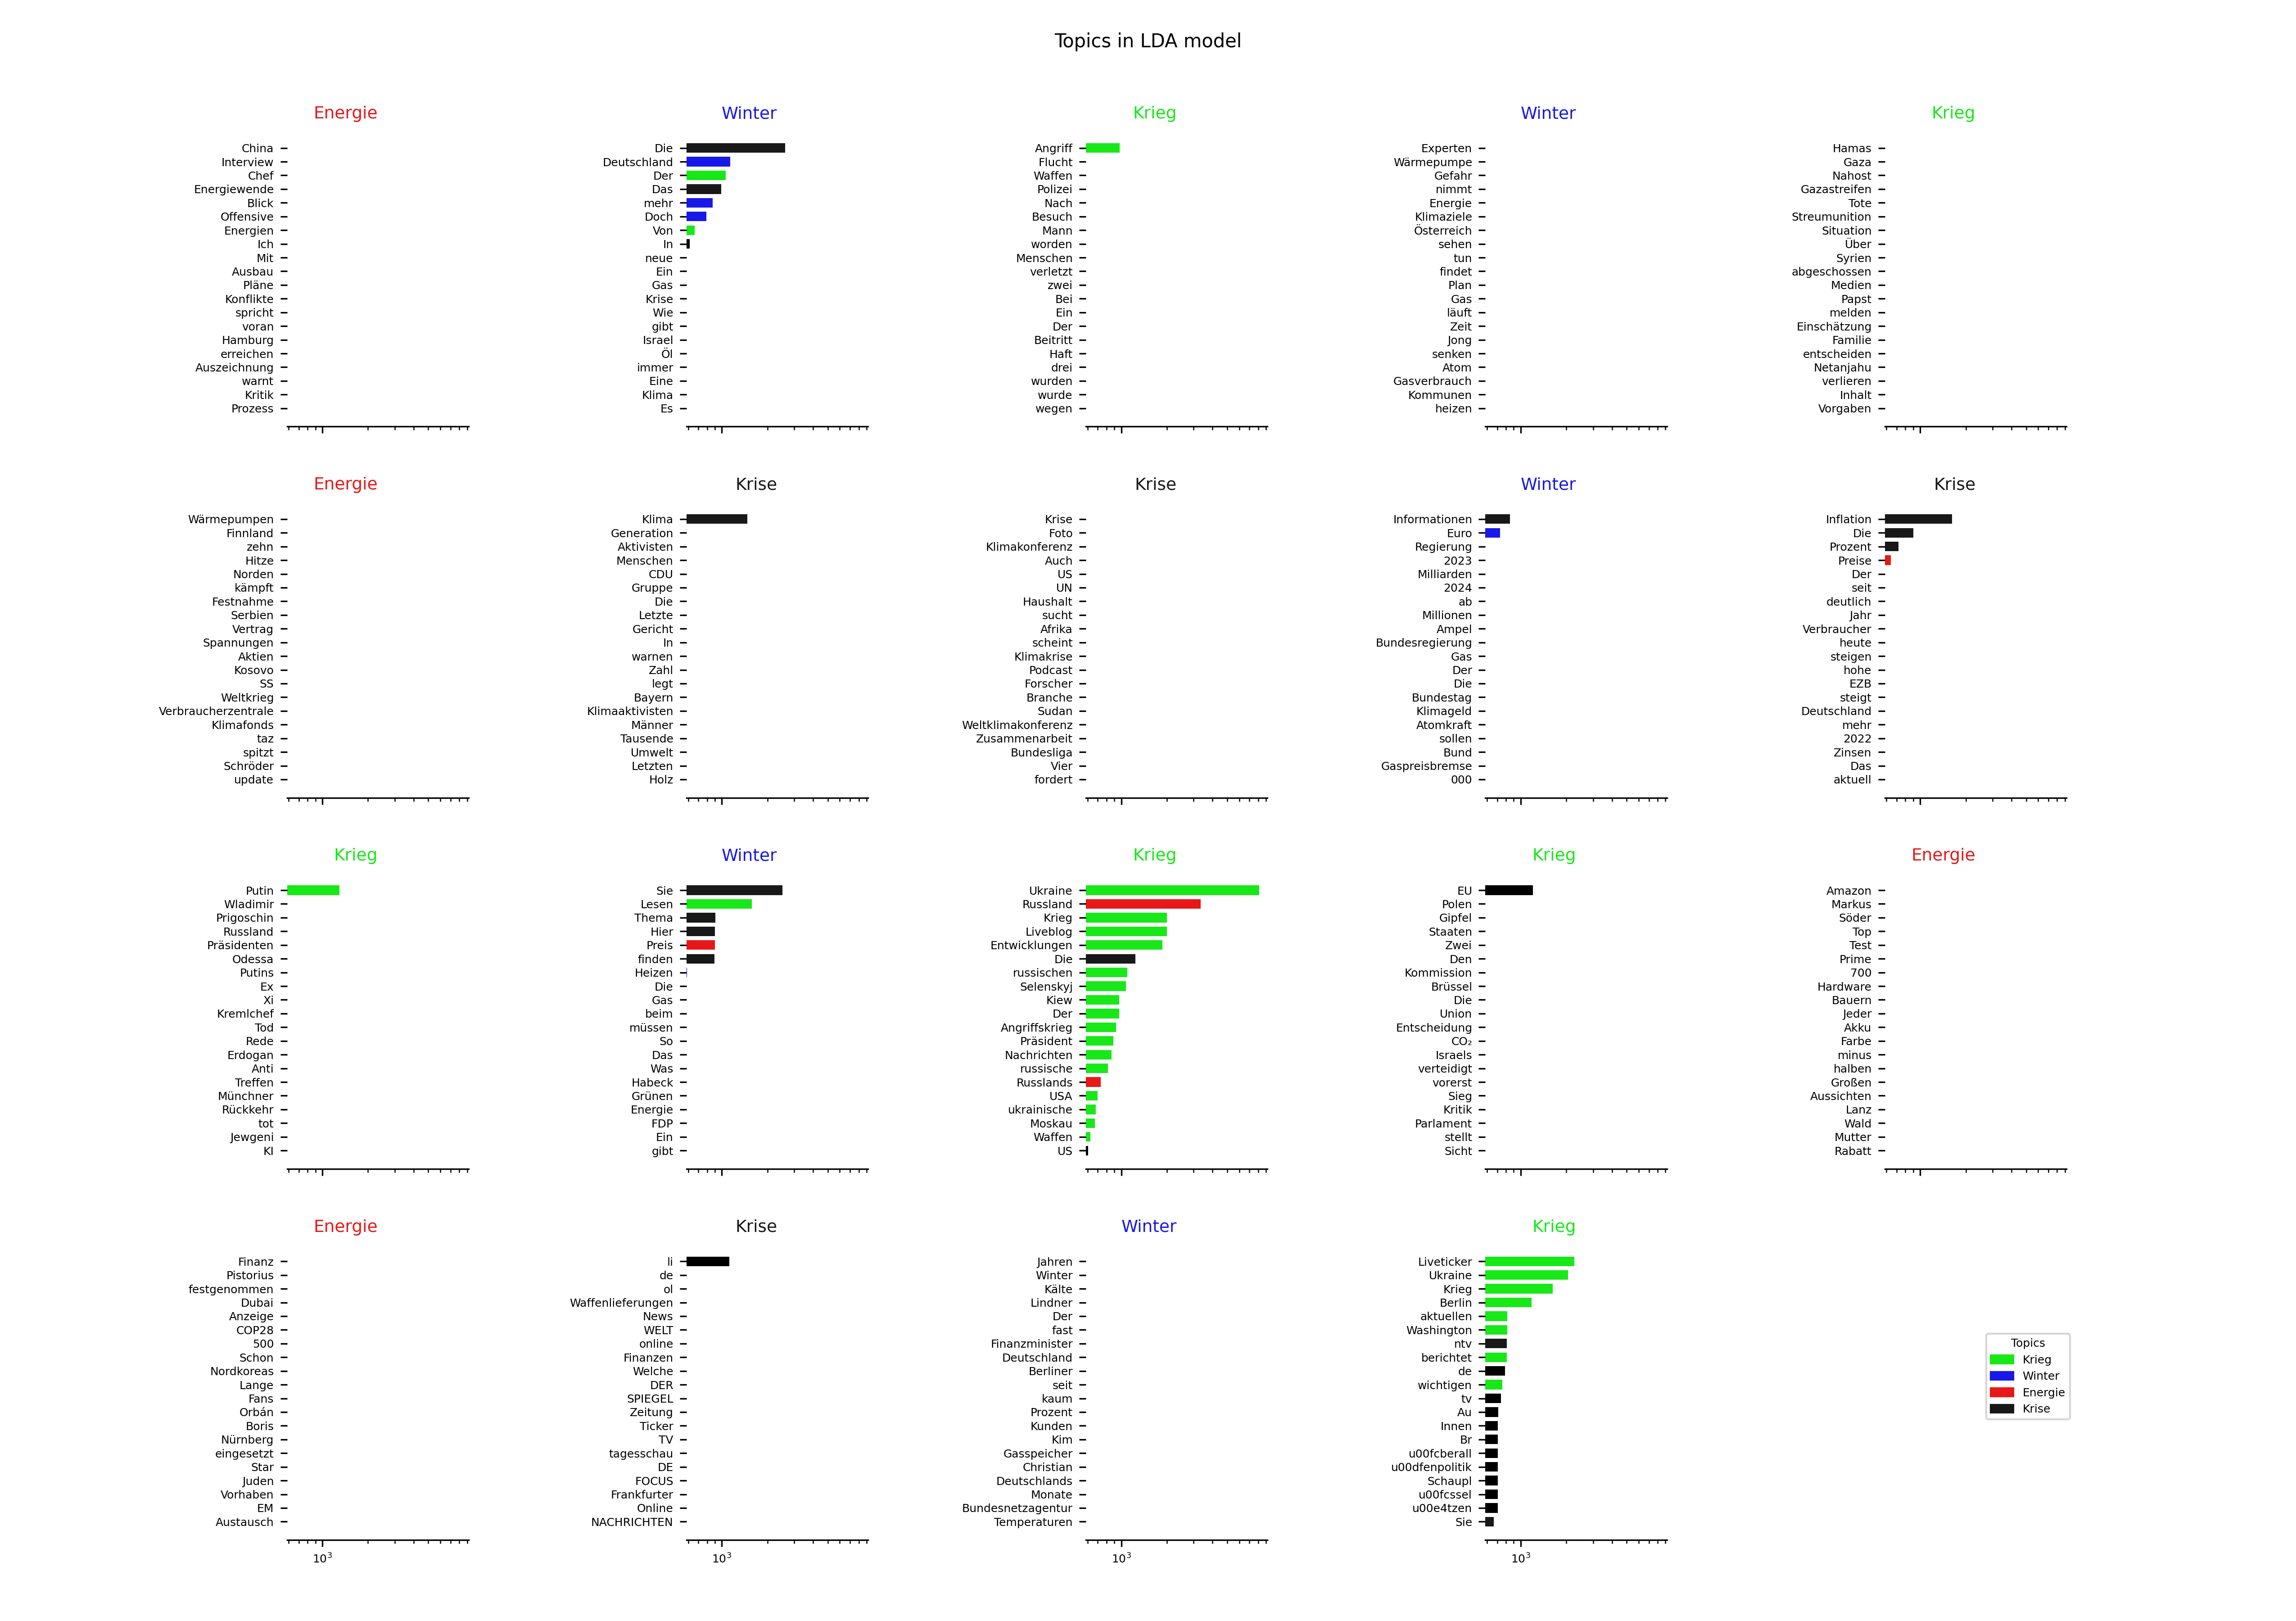 Topics in LDA model
Energie
China
Interview
Chef
Energiewende
Blick
Offensive
Energien
Ich
Mit
Ausbau
Pläne
Konflikte
spricht
voran
Hamburg
erreichen
Auszeichnung
warnt
Kritik
Prozess
Winter
Die
Deutschland
Der
Das
mehr
Doch
Von
In
neue
Ein
Gas
Krise
Wie
gibt
Israel
Öl
immer
Eine
Klima
Es
Krieg
Angriff
Flucht
Waffen
Polizei
Nach
Besuch
Mann
worden
Menschen
verletzt
zwei
Bei
Ein
Der
Beitritt
Haft
drei
wurden
wurde
wegen
Winter
Experten
Wärmepumpe
Gefahr
nimmt
Energie
Klimaziele
Österreich
sehen
tun
findet
Plan
Gas
läuft
Zeit
Jong
senken
Atom
Gasverbrauch
Kommunen
heizen
Krieg
Hamas
Gaza
Nahost
Gazastreifen
Tote
Streumunition
Situation
Über
Syrien
abgeschossen
Medien
Papst
melden
Einschätzung
Familie
entscheiden
Netanjahu
verlieren
Inhalt
Vorgaben
Energie
Wärmepumpen
Finnland
zehn
Hitze
Norden
kämpft
Festnahme
Serbien
Vertrag
Spannungen
Aktien
Kosovo
SS
Weltkrieg
Verbraucherzentrale
Klimafonds
taz
spitzt
Schröder
update
Krise
Klima
Generation
Aktivisten
Menschen
CDU
Gruppe
Die
Letzte
Gericht
In
warnen
Zahl
legt
Bayern
Klimaaktivisten
Männer
Tausende
Umwelt
Letzten
Holz
Krise
Krise
Foto
Klimakonferenz
Auch
US
UN
Haushalt
sucht
Afrika
scheint
Klimakrise
Podcast
Forscher
Branche
Sudan
Weltklimakonferenz
Zusammenarbeit
Bundesliga
Vier
fordert
Winter
Informationen
Euro
Regierung
2023
Milliarden
2024
ab
Millionen
Ampel
Bundesregierung
Gas
Der
Die
Bundestag
Klimageld
Atomkraft
sollen
Bund
Gaspreisbremse
000
Krise
Inflation
Die
Prozent
Preise
Der
seit
deutlich
Jahr
Verbraucher
heute
steigen
hohe
EZB
steigt
Deutschland
mehr
2022
Zinsen
Das
aktuell
Krieg
Putin
Wladimir
Prigoschin
Russland
Präsidenten
Odessa
Putins
Ex
Xi
Kremlchef
Tod
Rede
Erdogan
Anti
Treffen
Münchner
Rückkehr
tot
Jewgeni
KI
Winter
Sie
Lesen
Thema
Hier
Preis
finden
Heizen
Die
Gas
beim
müssen
So
Das
Was
Habeck
Grünen
Energie
FDP
Ein
gibt
Krieg
Ukraine
Russland
Krieg
Liveblog
Entwicklungen
Die
russischen
Selenskyj
Kiew
Der
Angriffskrieg
Präsident
Nachrichten
russische
Russlands
USA
ukrainische
Moskau
Waffen
US
Krieg
EU
Polen
Gipfel
Staaten
Zwei
Den
Kommission
Brüssel
Die
Union
Entscheidung
CO₂
Israels
verteidigt
vorerst
Sieg
Kritik
Parlament
stellt
Sicht
Energie
Amazon
Markus
Söder
Top
Test
Prime
700
Hardware
Bauern
Jeder
Akku
Farbe
minus
halben
Großen
Aussichten
Lanz
Wald
Mutter
Rabatt
Energie
Finanz
Pistorius
festgenommen
Dubai
Anzeige
COP28
500
Schon
Nordkoreas
Lange
Fans
Orbán
Boris
Nürnberg
eingesetzt
Star
Juden
Vorhaben
EM
Austausch
10³
Krise
li
de
ol
Waffenlieferungen
News
WELT
online
Finanzen
Welche
DER
SPIEGEL
Zeitung
Ticker
TV
tagesschau
DE
FOCUS
Frankfurter
Online
NACHRICHTEN
10³
Winter
Jahren
Winter
Kälte
Lindner
Der
fast
Finanzminister
Deutschland
Berliner
seit
kaum
Prozent
Kunden
Kim
Gasspeicher
Christian
Deutschlands
Monate
Bundesnetzagentur
Temperaturen
10³
Krieg
Liveticker
Ukraine
Krieg
Berlin
aktuellen
Washington
ntv
berichtet
de
wichtigen
tv
Au
Innen
Br
u00fcberall
u00dfenpolitik
Schaupl
u00fcssel
u00e4tzen
Sie
10³
Topics
Krieg
Winter
Energie
Krise